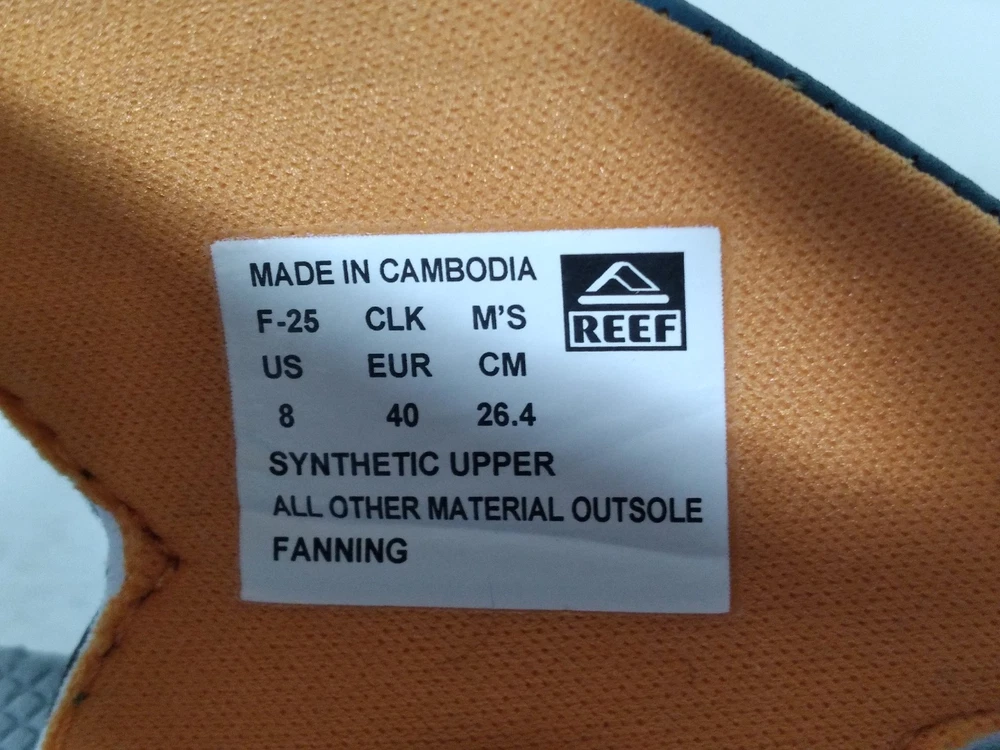 MADE IN CAMBODIA
F-25 CLK M'S
REEF
US EUR CM
8 40 26.4
SYNTHETIC UPPER
ALL OTHER MATERIAL OUTSOLE
FANNING